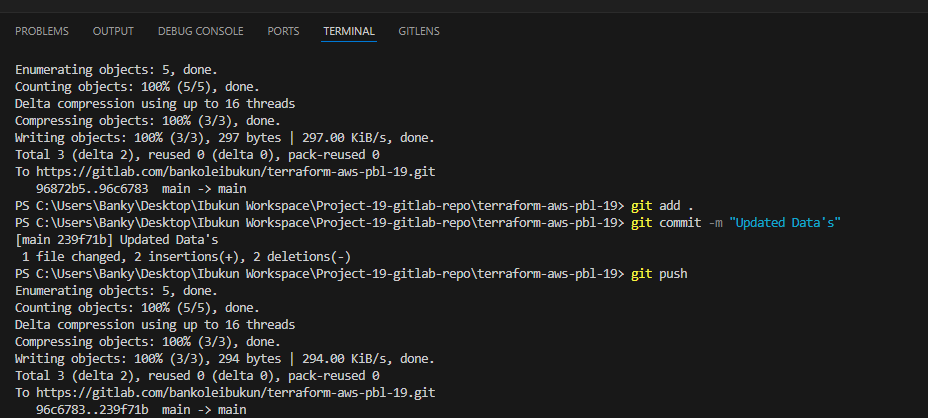 PROBLEMS OUTPUT DEBUG CONSOLE PORTS TERMINAL GITLENS
Enumerating objects: 5, done.
Counting objects: 100% (5/5), done.
Delta compression using up to 16 threads
Compressing objects: 100% (3/3), done.
Writing objects: 100% (3/3), 297 bytes | 297.00 KiB/s, done.
Total 3 (delta 2), reused 0 (delta 0), pack-reused 0
To https://gitlab.com/bankoleibukun/terraform-aws-pbl-19.git
   96872b5..96c6783  main -> main
PS C:\Users\Banky\Desktop\Ibukun Workspace\Project-19-gitlab-repo\terraform-aws-pbl-19> git add .
PS C:\Users\Banky\Desktop\Ibukun Workspace\Project-19-gitlab-repo\terraform-aws-pbl-19> git commit -m "Updated Data's"
[main 239f71b] Updated Data's
 1 file changed, 2 insertions(+), 2 deletions(-)
PS C:\Users\Banky\Desktop\Ibukun Workspace\Project-19-gitlab-repo\terraform-aws-pbl-19> git push
Enumerating objects: 5, done.
Counting objects: 100% (5/5), done.
Delta compression using up to 16 threads
Compressing objects: 100% (3/3), done.
Writing objects: 100% (3/3), 294 bytes | 294.00 KiB/s, done.
Total 3 (delta 2), reused 0 (delta 0), pack-reused 0
To https://gitlab.com/bankoleibukun/terraform-aws-pbl-19.git
   96c6783..239f71b  main -> main